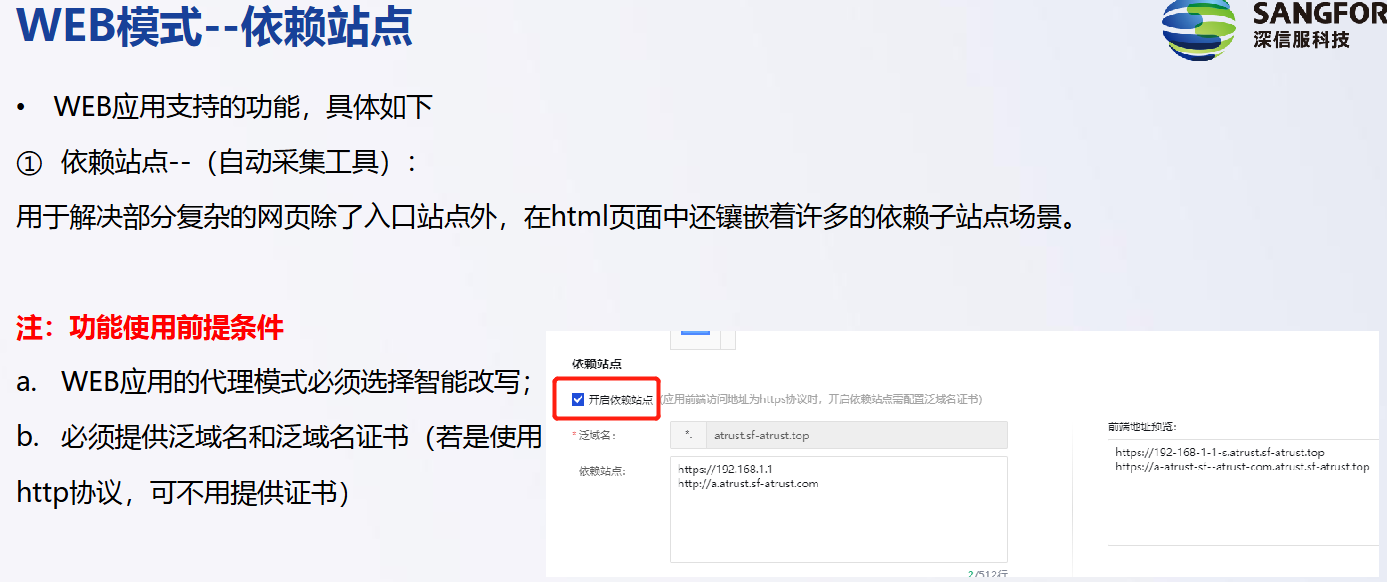 WEB模式--依赖站点
SANGFOR
深信服科技
• WEB应用支持的功能，具体如下
① 依赖站点--（自动采集工具）：
用于解决部分复杂的网页除了入口站点外，在html页面中还镶嵌着许多的依赖子站点场景。
注：功能使用前提条件
a. WEB应用的代理模式必须选择智能改写；
b. 必须提供泛域名和泛域名证书（若是使用
http协议，可不用提供证书）
依赖站点
开启依赖站点 (应用前端访问地址为https协议时，开启依赖站点需配置泛域名证书)
* 泛域名： *. atrust.sf-atrust.top
依赖站点：
https://192.168.1.1
http://a.atrust.sf-atrust.com
2/512行
前端地址预览：
https://192-168-1-1-s.atrust.sf-atrust.top
https://a-atrust-sf--atrust-com.atrust.sf-atrust.top